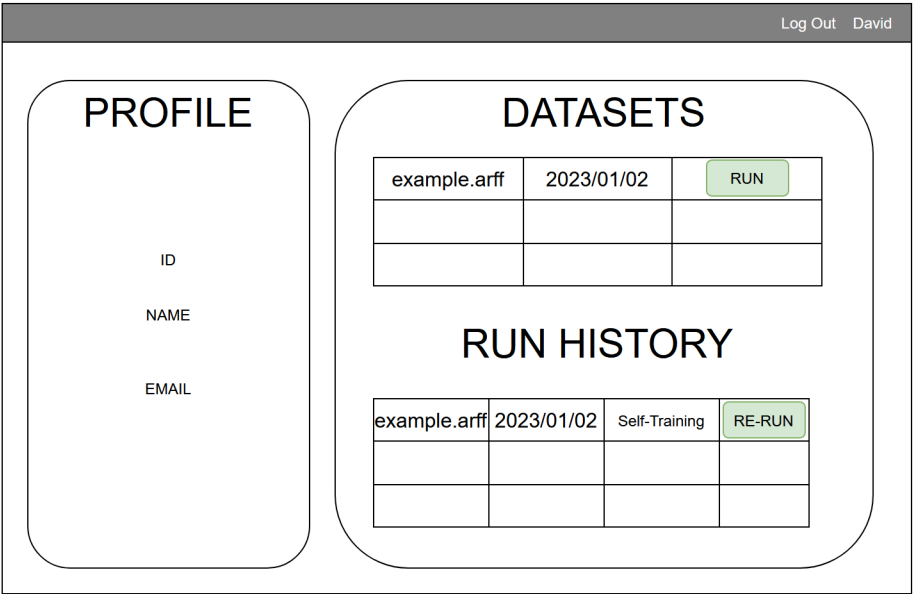 Log Out David
PROFILE
ID
NAME
EMAIL
DATASETS
example.arff 2023/01/02 RUN
RUN HISTORY
example.arff 2023/01/02 Self-Training RE-RUN